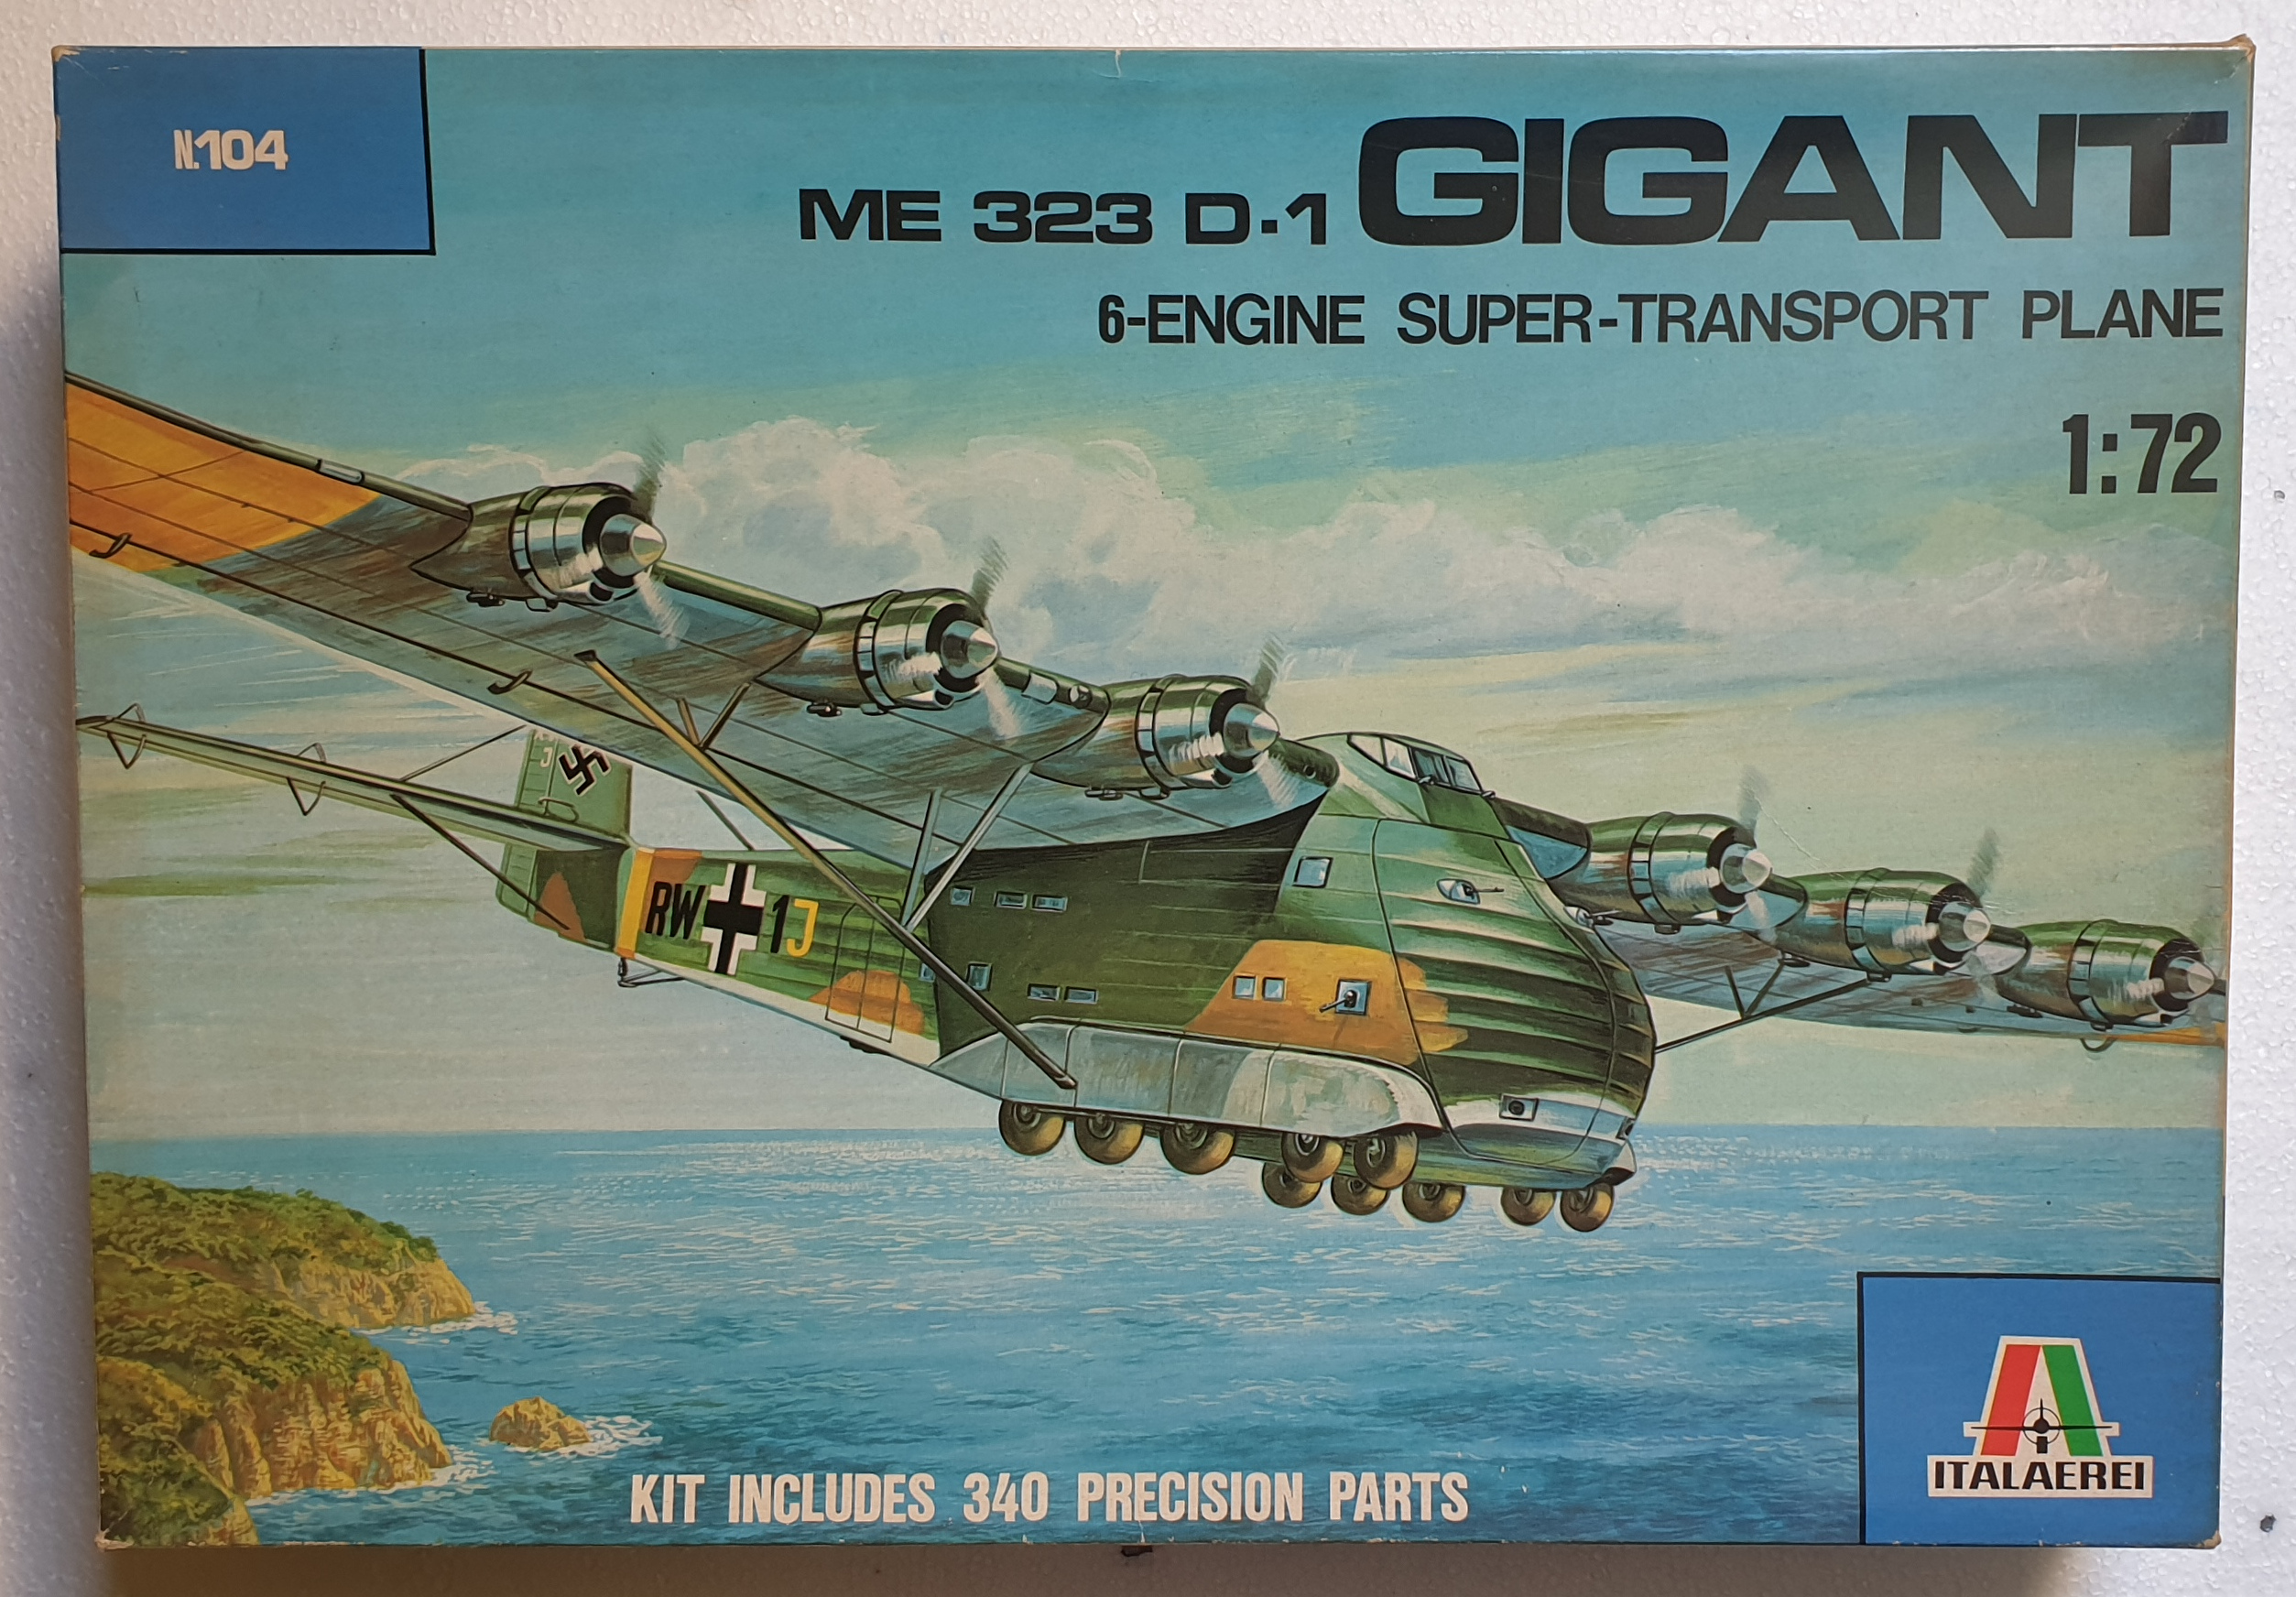 N.104
ME 323 D-1 GIGANT
6-ENGINE SUPER-TRANSPORT PLANE
1:72
J
RW 1J
KIT INCLUDES 340 PRECISION PARTS
ITALAEREI